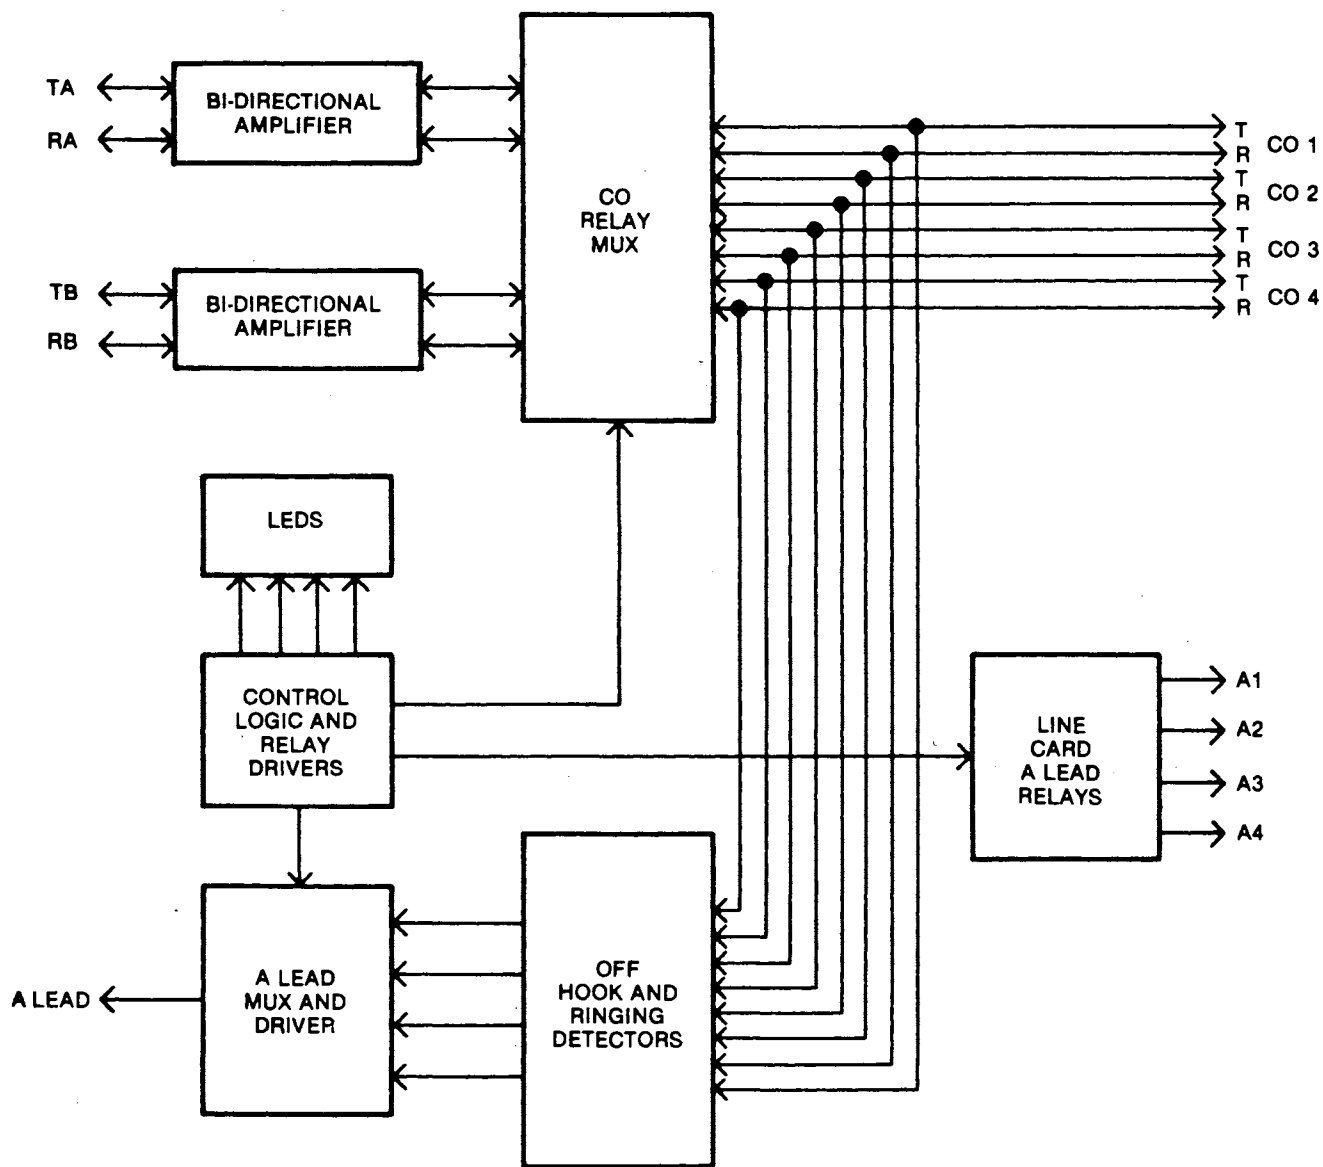 TA
RA
BI-DIRECTIONAL
AMPLIFIER
TB
RB
BI-DIRECTIONAL
AMPLIFIER
CO
RELAY
MUX
T
R
CO 1
T
R
CO 2
T
R
CO 3
T
R
CO 4
LEDS
CONTROL
LOGIC AND
RELAY
DRIVERS
LINE
CARD
A LEAD
RELAYS
A1
A2
A3
A4
A LEAD
A LEAD
MUX AND
DRIVER
OFF
HOOK AND
RINGING
DETECTORS